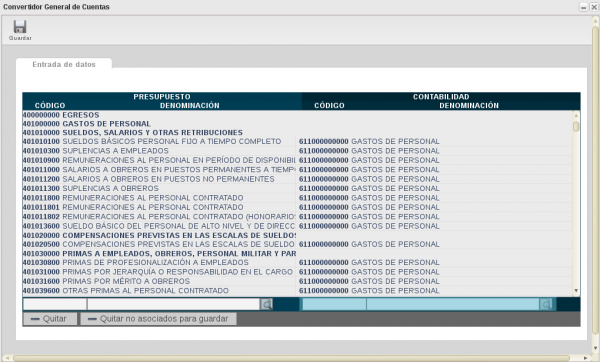 Convertidor General de Cuentas
Guardar
Entrada de datos
PRESUPUESTO CONTABILIDAD
CÓDIGO DENOMINACIÓN CÓDIGO DENOMINACIÓN
400000000 EGRESOS
401000000 GASTOS DE PERSONAL
401010000 SUELDOS, SALARIOS Y OTRAS RETRIBUCIONES
401010100 SUELDOS BÁSICOS PERSONAL FIJO A TIEMPO COMPLETO 611000000000 GASTOS DE PERSONAL
401010300 SUPLENCIAS A EMPLEADOS 611000000000 GASTOS DE PERSONAL
401010900 REMUNERACIONES AL PERSONAL EN PERÍODO DE DISPONIBIL 611000000000 GASTOS DE PERSONAL
401011000 SALARIOS A OBREROS EN PUESTOS PERMANENTES A TIEMP 611000000000 GASTOS DE PERSONAL
401011200 SALARIOS A OBREROS EN PUESTOS NO PERMANENTES 611000000000 GASTOS DE PERSONAL
401011300 SUPLENCIAS A OBREROS 611000000000 GASTOS DE PERSONAL
401011800 REMUNERACIONES AL PERSONAL CONTRATADO 611000000000 GASTOS DE PERSONAL
401011801 REMUNERACIONES AL PERSONAL CONTRATADO 611000000000 GASTOS DE PERSONAL
401011802 REMUNERACIONES AL PERSONAL CONTRATADO (HONORARIOS 611000000000 GASTOS DE PERSONAL
401013600 SUELDO BÁSICO DEL PERSONAL DE ALTO NIVEL Y DE DIRECC 611000000000 GASTOS DE PERSONAL
401020000 COMPENSACIONES PREVISTAS EN LAS ESCALAS DE SUELDOS
401020500 COMPENSACIONES PREVISTAS EN LAS ESCALAS DE SUELDO 611000000000 GASTOS DE PERSONAL
401030000 PRIMAS A EMPLEADOS, OBREROS, PERSONAL MILITAR Y PAR
401030800 PRIMAS DE PROFESIONALIZACIÓN A EMPLEADOS 611000000000 GASTOS DE PERSONAL
401031000 PRIMAS POR JERARQUÍA O RESPONSABILIDAD EN EL CARGO 611000000000 GASTOS DE PERSONAL
401031600 PRIMAS POR MÉRITO A OBREROS 611000000000 GASTOS DE PERSONAL
401039600 OTRAS PRIMAS AL PERSONAL CONTRATADO 611000000000 GASTOS DE PERSONAL
Quitar Quitar no asociados para guardar